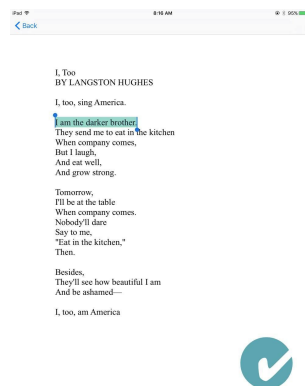 iPad
8:16 AM
95%
Back
I, Too
BY LANGSTON HUGHES
I, too, sing America.
I am the darker brother.
They send me to eat in the kitchen
When company comes,
But I laugh,
And eat well,
And grow strong.
Tomorrow,
I'll be at the table
When company comes.
Nobody'll dare
Say to me,
"Eat in the kitchen,"
Then.
Besides,
They'll see how beautiful I am
And be ashamed—
I, too, am America